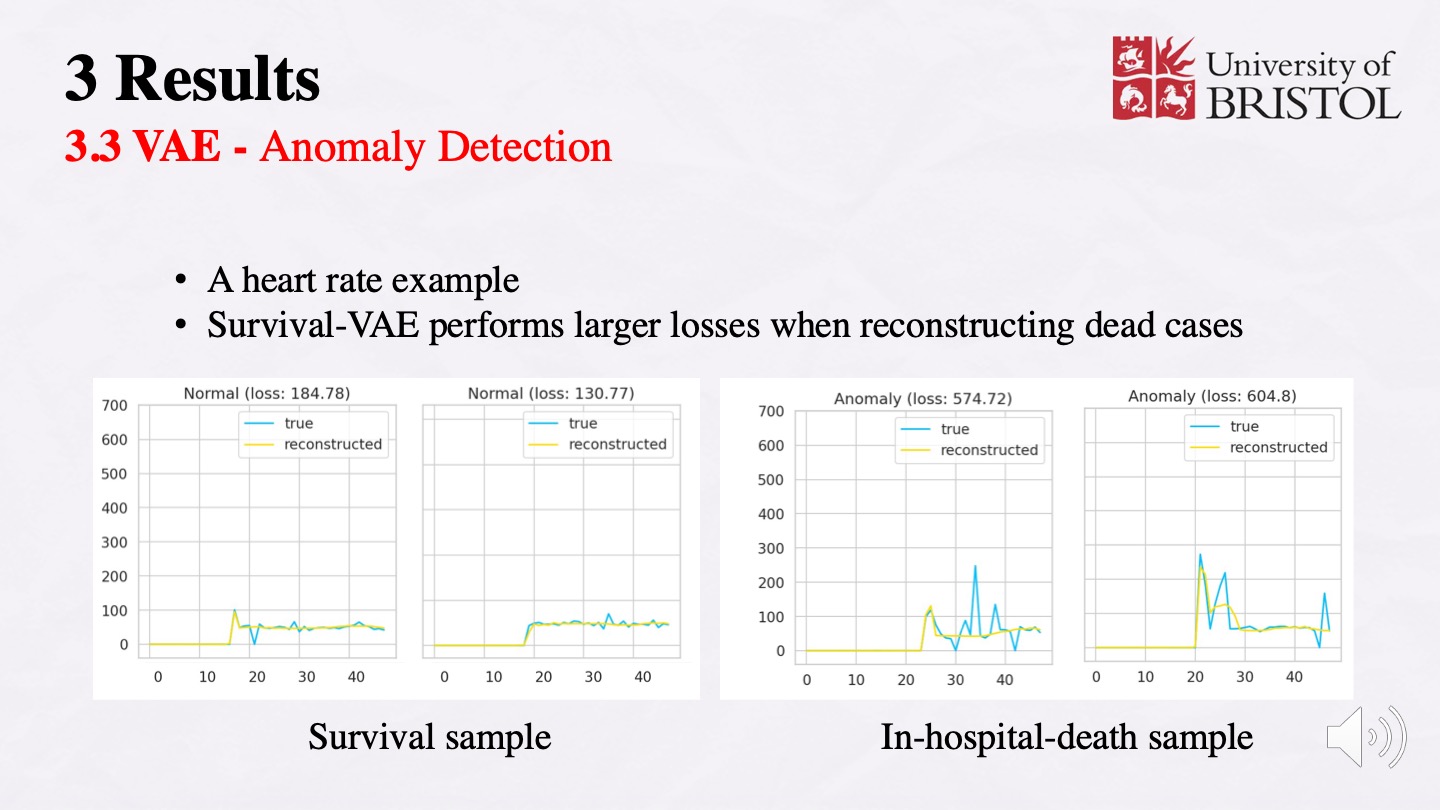 3 Results
University of
BRISTOL
3.3 VAE - Anomaly Detection
• A heart rate example
• Survival-VAE performs larger losses when reconstructing dead cases
Normal (loss: 184.78)
true
reconstructed
700
600
500
400
300
200
100
0
0 10 20 30 40
Normal (loss: 130.77)
true
reconstructed
0 10 20 30 40
Anomaly (loss: 574.72)
true
reconstructed
700
600
500
400
300
200
100
0
0 10 20 30 40
Anomaly (loss: 604.8)
true
reconstructed
0 10 20 30 40
Survival sample
In-hospital-death sample